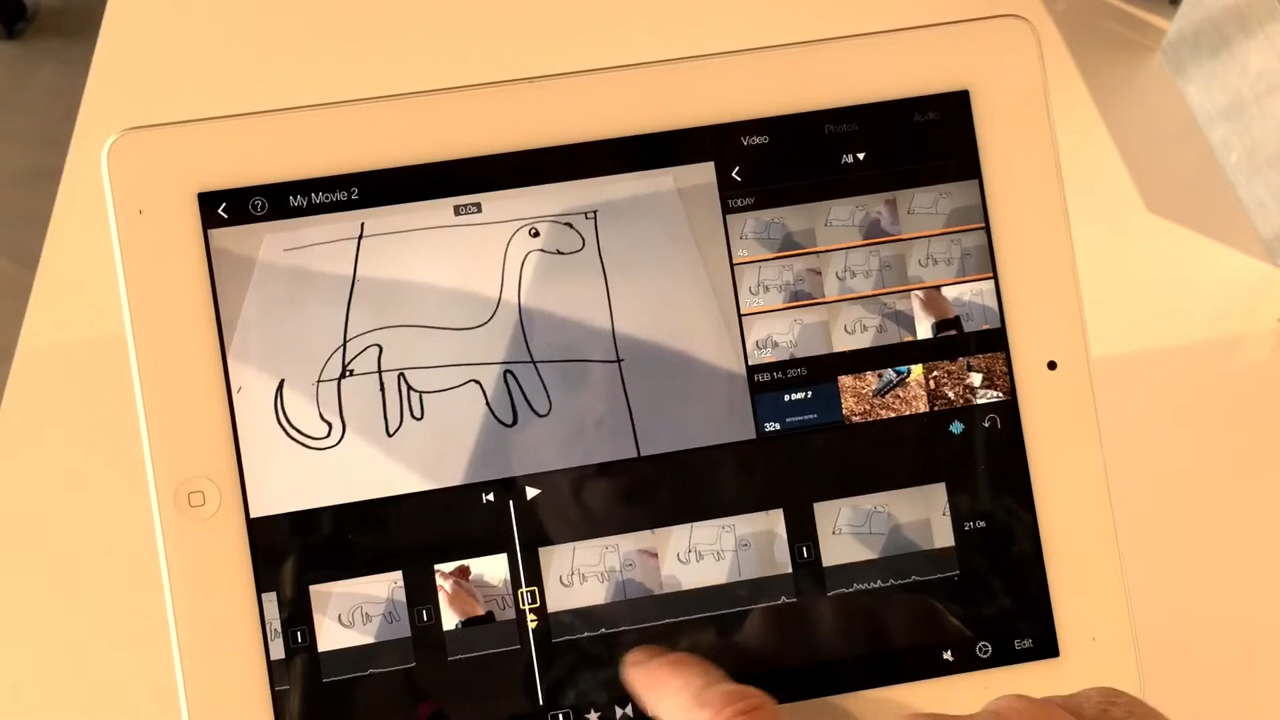 My Movie 2
0.0s
Video
Photos
Audio
All
TODAY
4s
7.2s
1:22
FEB 14, 2015
D DAY 2
32s
21.0s
Edit